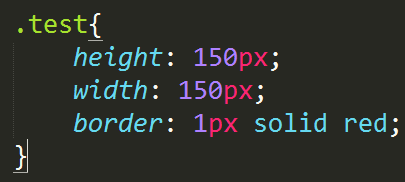 .test{
    height: 150px;
    width: 150px;
    border: 1px solid red;
}